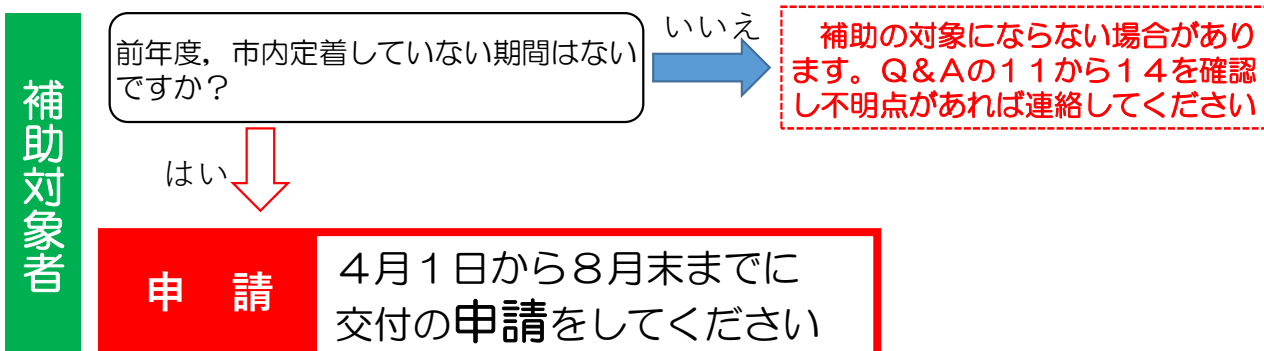 補助対象者
前年度，市内定着していない期間はない
ですか？
いいえ
補助の対象にならない場合があり
ます。Ｑ＆Ａの１１から１４を確認
し不明点があれば連絡してください
はい
申　請
４月１日から８月末までに
交付の申請をしてください